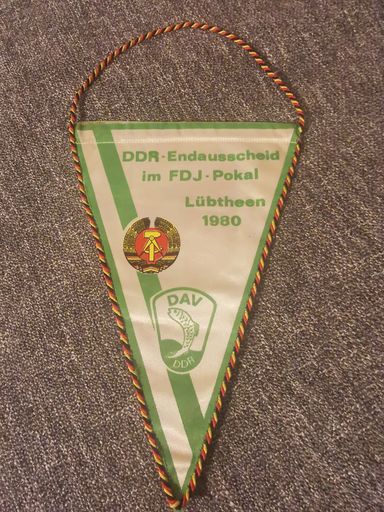 DDR-Endausscheid
im FDJ-Pokal
Lübtheen
1980
DAV
DDR